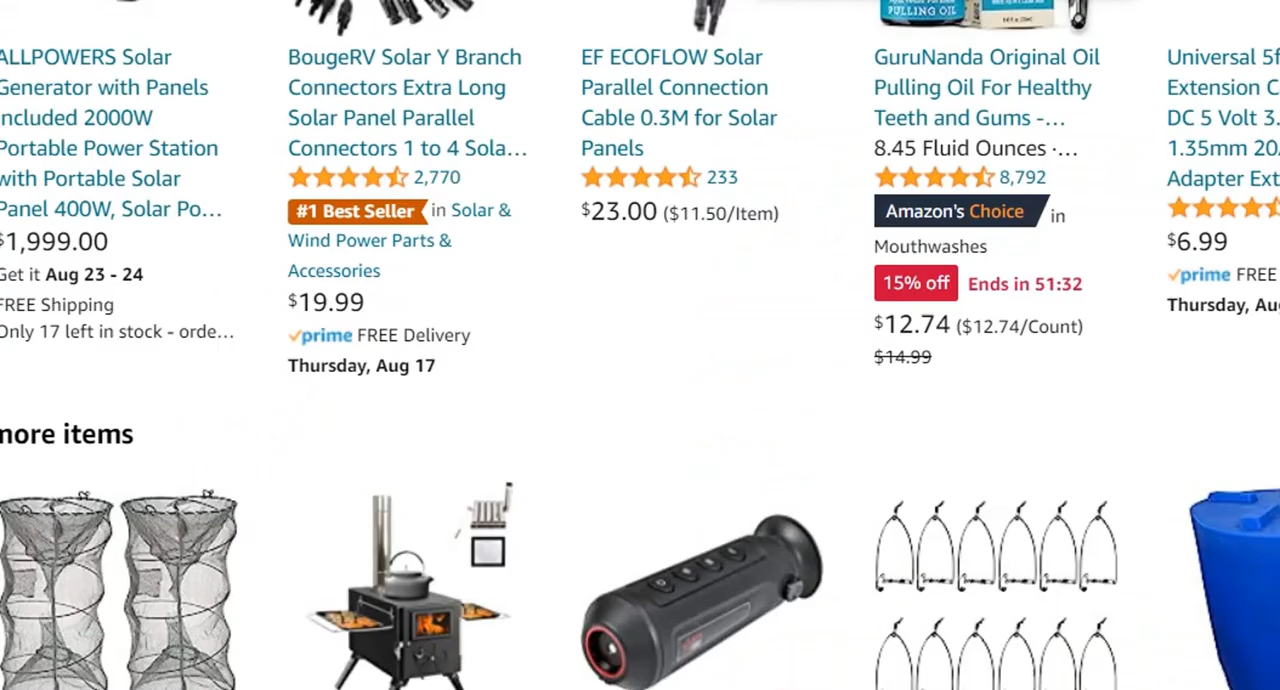 PULLING OIL
ALLPOWERS Solar
Generator with Panels
included 2000W
Portable Power Station
with Portable Solar
Panel 400W, Solar Po…
$1,999.00
Get it Aug 23 - 24
FREE Shipping
Only 17 left in stock - orde…
BougeRV Solar Y Branch
Connectors Extra Long
Solar Panel Parallel
Connectors 1 to 4 Sola…
2,770
#1 Best Seller in Solar &
Wind Power Parts &
Accessories
$19.99
prime FREE Delivery
Thursday, Aug 17
EF ECOFLOW Solar
Parallel Connection
Cable 0.3M for Solar
Panels
233
$23.00 ($11.50/Item)
GuruNanda Original Oil
Pulling Oil For Healthy
Teeth and Gums -…
8.45 Fluid Ounces ·…
8,792
Amazon's Choice in
Mouthwashes
15% off Ends in 51:32
$12.74 ($12.74/Count)
$14.99
Universal 5f
Extension C
DC 5 Volt 3.
1.35mm 20
Adapter Ext
$6.99
prime FREE
Thursday, Au
more items